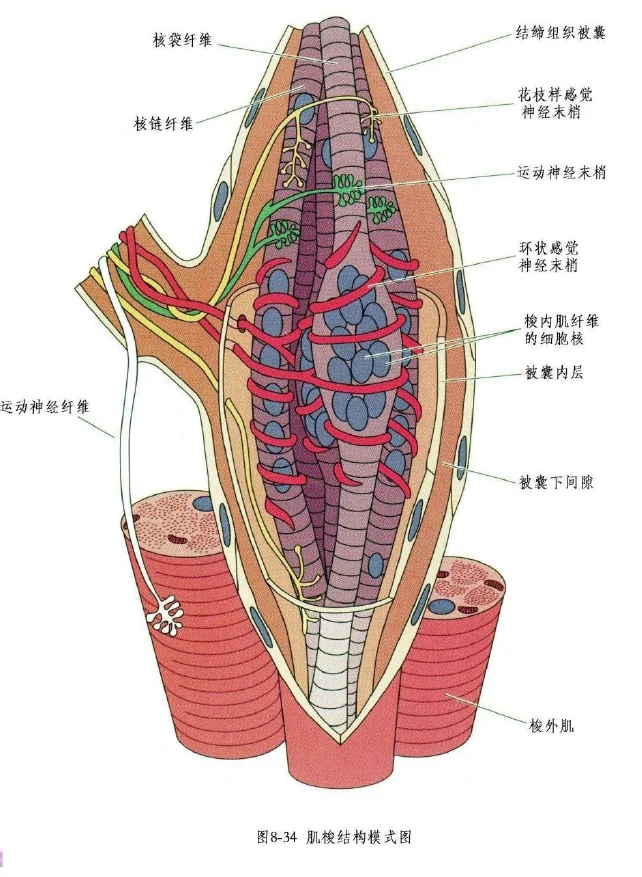 核袋纤维
结缔组织被囊
核链纤维
花枝样感觉
神经末梢
运动神经末梢
环状感觉
神经末梢
梭内肌纤维
的细胞核
被囊内层
运动神经纤维
被囊下间隙
梭外肌
图8-34 肌梭结构模式图